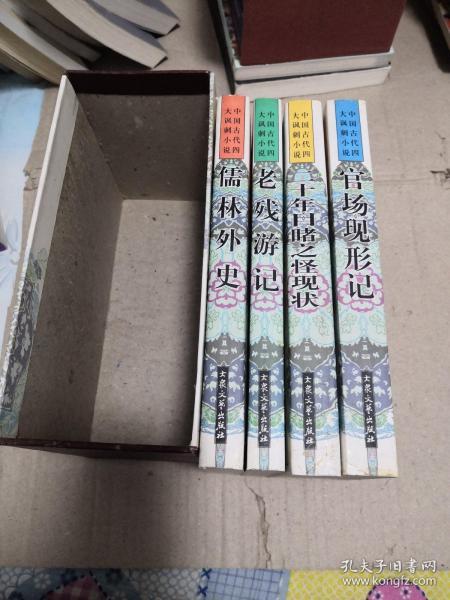 中国古代四
大讽刺小说
儒林外史
大众文艺出版社
中国古代四
大讽刺小说
老残游记
大众文艺出版社
中国古代四
大讽刺小说
二十年目睹之怪现状
大众文艺出版社
中国古代四
大讽刺小说
官场现形记
大众文艺出版社
孔夫子旧书网
www.kongfz.com